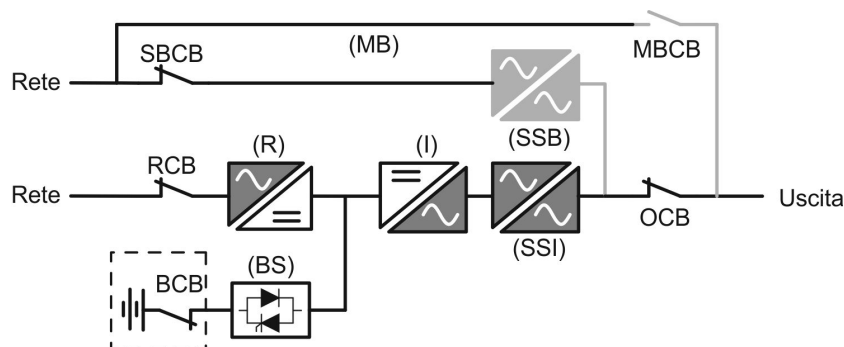 (MB)
MBCB
SBCB
Rete
(SSB)
RCB
(R)
(I)
Rete
Uscita
(SSI)
OCB
BCB
(BS)